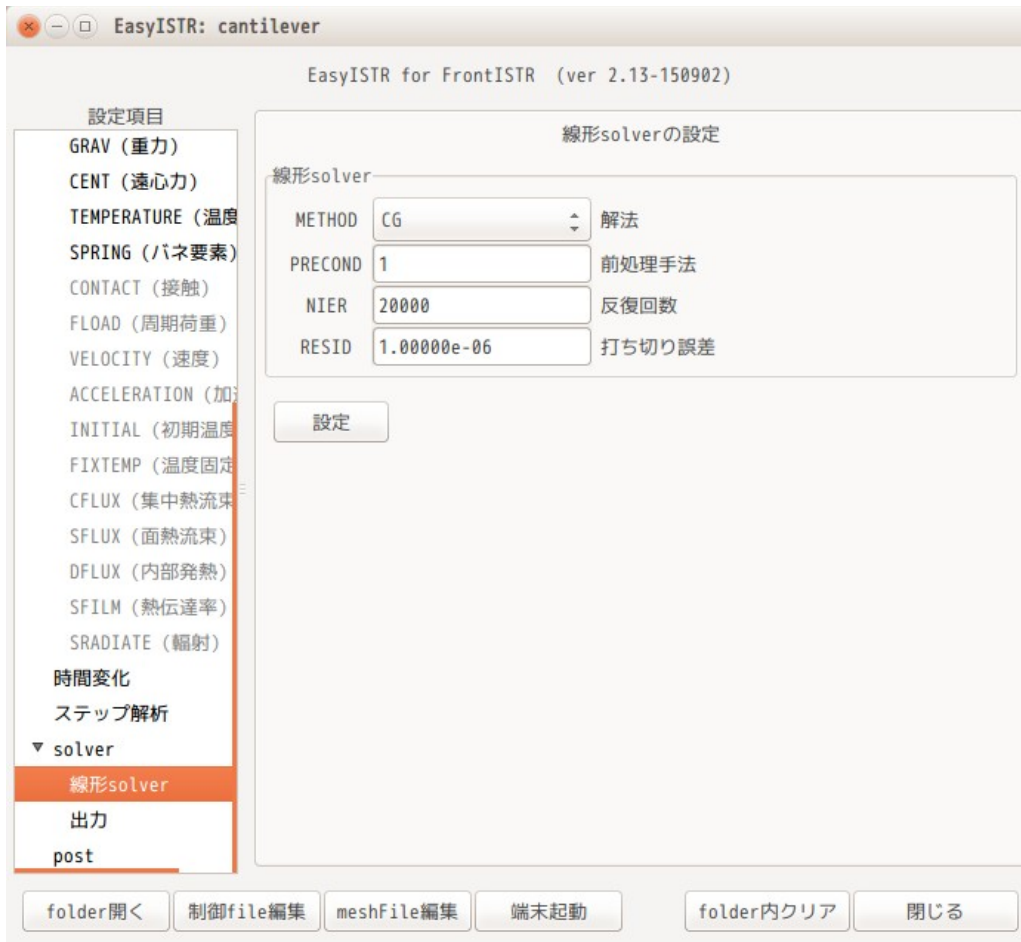 EasyISTR: cantilever
EasyISTR for FrontISTR (ver 2.13-150902)
設定項目
GRAV (重力)
CENT (遠心力)
TEMPERATURE (温度
SPRING (バネ要素)
CONTACT (接触)
FLOAD (周期荷重)
VELOCITY (速度)
ACCELERATION (加
INITIAL (初期温度
FIXTEMP (温度固定
CFLUX (集中熱流束
SFLUX (面熱流束)
DFLUX (内部発熱)
SFILM (熱伝達率)
SRADIATE (輻射)
時間変化
ステップ解析
solver
線形solver
出力
post
線形solverの設定
線形solver
METHOD CG 解法
PRECOND 1 前処理手法
NIER 20000 反復回数
RESID 1.00000e-06 打ち切り誤差
設定
folder開く 制御file編集 meshFile編集 端末起動 folder内クリア 閉じる